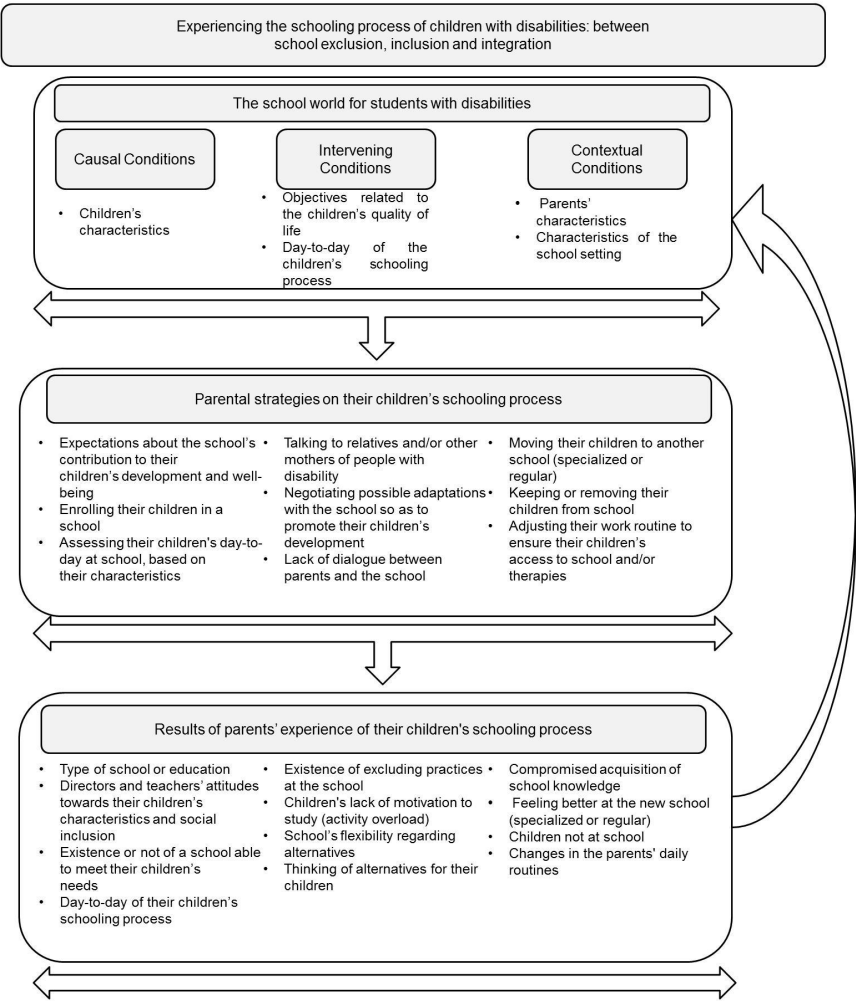 Experiencing the schooling process of children with disabilities: between
school exclusion, inclusion and integration
The school world for students with disabilities
Causal Conditions
• Children's
characteristics
Intervening
Conditions
• Objectives related to
the children's quality of
life
• Day-to-day of the
children's schooling
process
Contextual
Conditions
• Parents'
characteristics
• Characteristics of the
school setting
Parental strategies on their children's schooling process
• Expectations about the school's
contribution to their
children's development and well-
being
• Enrolling their children in a
school
• Assessing their children's day-to-
day at school, based on
their characteristics
• Talking to relatives and/or other
mothers of people with
disability
• Negotiating possible adaptations
with the school so as to
promote their children's
development
• Lack of dialogue between
parents and the school
• Moving their children to another
school (specialized or
regular)
• Keeping or removing their
children from school
• Adjusting their work routine to
ensure their children's
access to school and/or
therapies
Results of parents' experience of their children's schooling process
• Type of school or education
• Directors and teachers' attitudes
towards their children's
characteristics and social
inclusion
• Existence or not of a school able
to meet their children's
needs
• Day-to-day of their children's
schooling process
• Existence of excluding practices
at the school
• Children's lack of motivation to
study (activity overload)
• School's flexibility regarding
alternatives
• Thinking of alternatives for their
children
• Compromised acquisition of
school knowledge
• Feeling better at the new school
(specialized or regular)
• Children not at school
• Changes in the parents' daily
routines